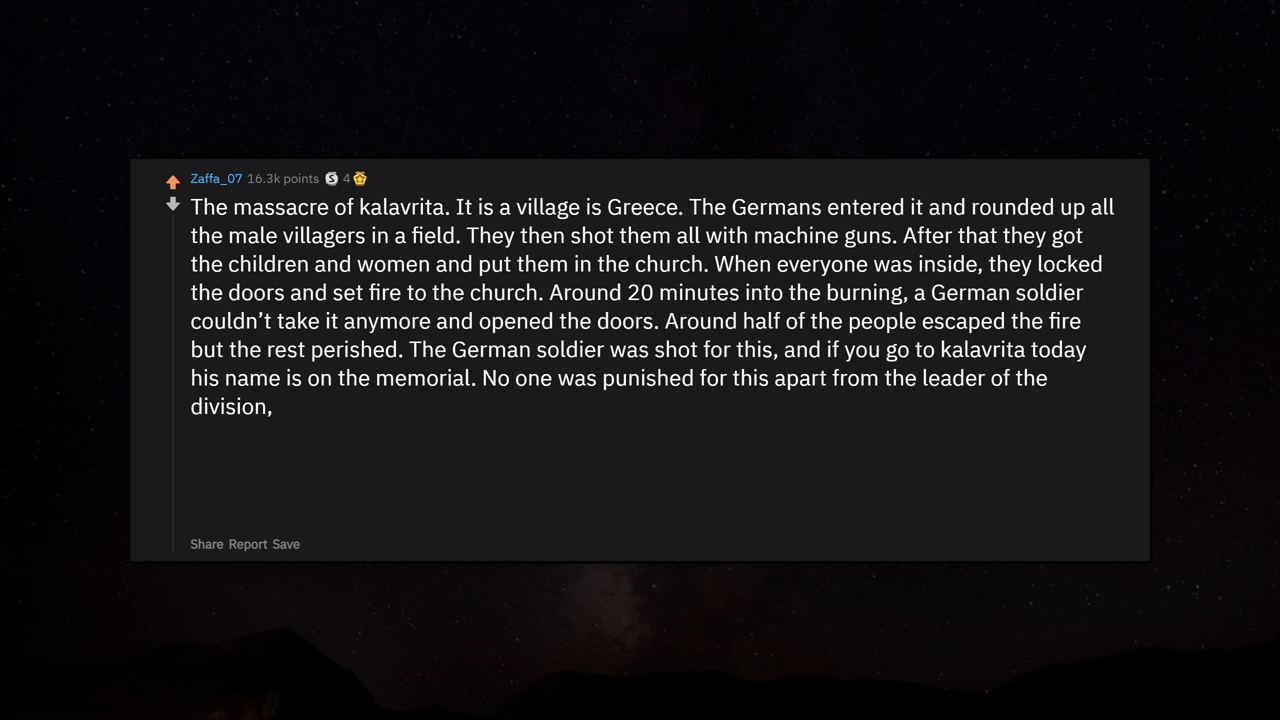 Zaffa_07 16.3k points S 4
The massacre of kalavrita. It is a village is Greece. The Germans entered it and rounded up all
the male villagers in a field. They then shot them all with machine guns. After that they got
the children and women and put them in the church. When everyone was inside, they locked
the doors and set fire to the church. Around 20 minutes into the burning, a German soldier
couldn’t take it anymore and opened the doors. Around half of the people escaped the fire
but the rest perished. The German soldier was shot for this, and if you go to kalavrita today
his name is on the memorial. No one was punished for this apart from the leader of the
division,
Share Report Save